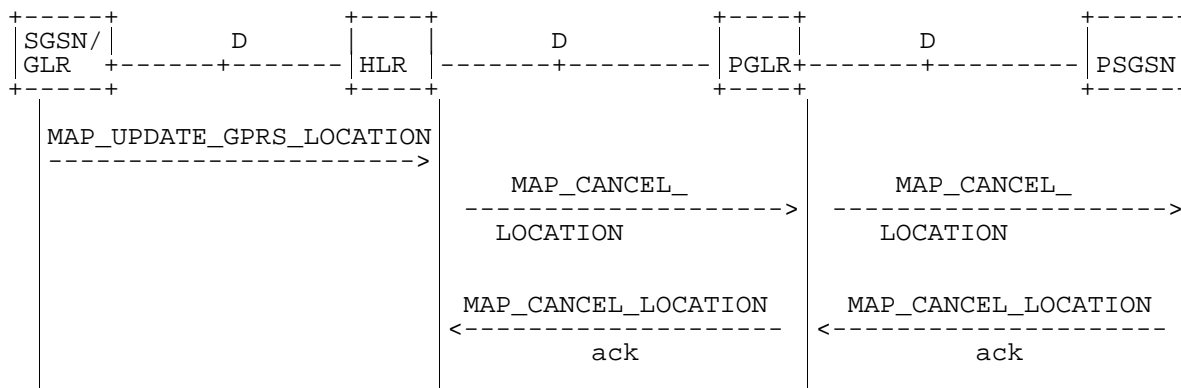 SGSN/ D D D
GLR HLR PGLR PSGSN
MAP_UPDATE_GPRS_LOCATION
MAP_CANCEL_ MAP_CANCEL_
LOCATION LOCATION
MAP_CANCEL_LOCATION MAP_CANCEL_LOCATION
ack ack